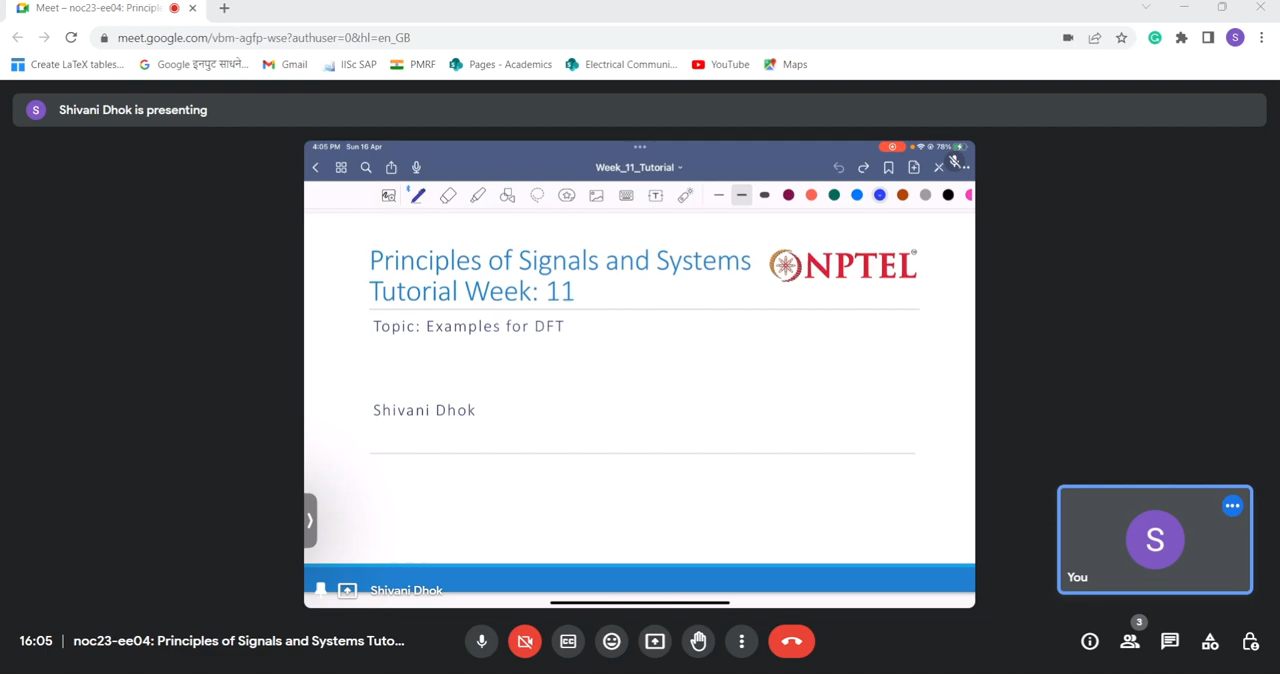 Meet – noc23-ee04: Principl
meet.google.com/vbm-agfp-wse?authuser=0&hl=en_GB
S
Create LaTeX tables...
Google इनपुट साधने...
Gmail
IISc SAP
PMRF
Pages - Academics
Electrical Communi...
YouTube
Maps
S
Shivani Dhok is presenting
4:05 PM Sun 16 Apr
78%
Week_11_Tutorial
Principles of Signals and Systems
Tutorial Week: 11
NPTEL
Topic: Examples for DFT
Shivani Dhok
Shivani Dhok
S
You
16:05 | noc23-ee04: Principles of Signals and Systems Tuto...
3